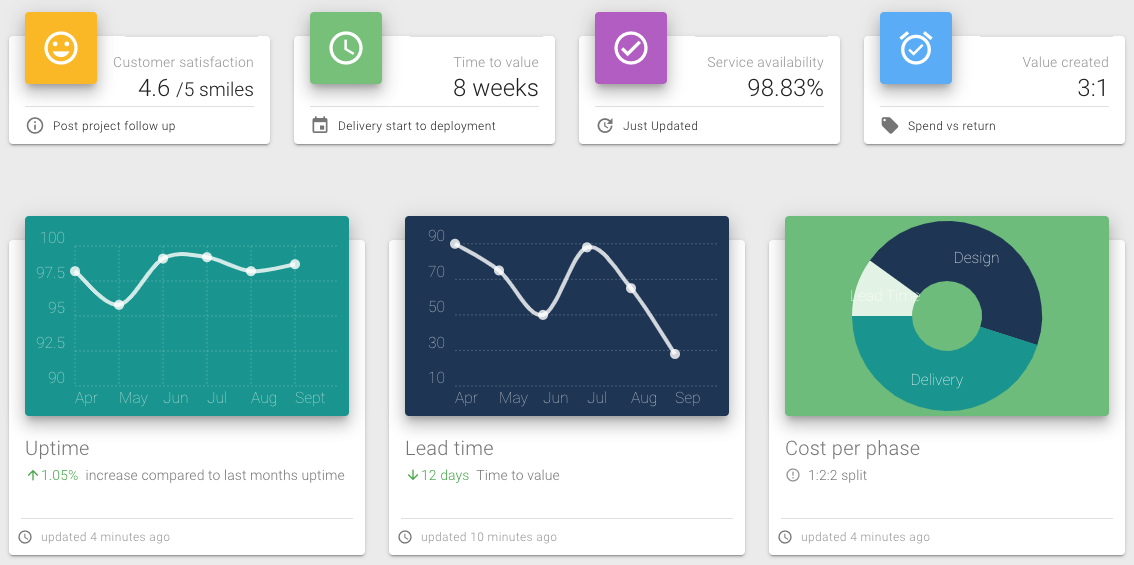 Customer satisfaction
4.6 /5 smiles
Post project follow up
Time to value
8 weeks
Delivery start to deployment
Service availability
98.83%
Just Updated
Value created
3:1
Spend vs return
100
97.5
95
92.5
90
Apr May Jun Jul Aug Sept
Uptime
1.05% increase compared to last months uptime
updated 4 minutes ago
90
70
50
30
10
Apr May Jun Jul Aug Sep
Lead time
12 days Time to value
updated 10 minutes ago
Design
Lead Time
Delivery
Cost per phase
1:2:2 split
updated 4 minutes ago